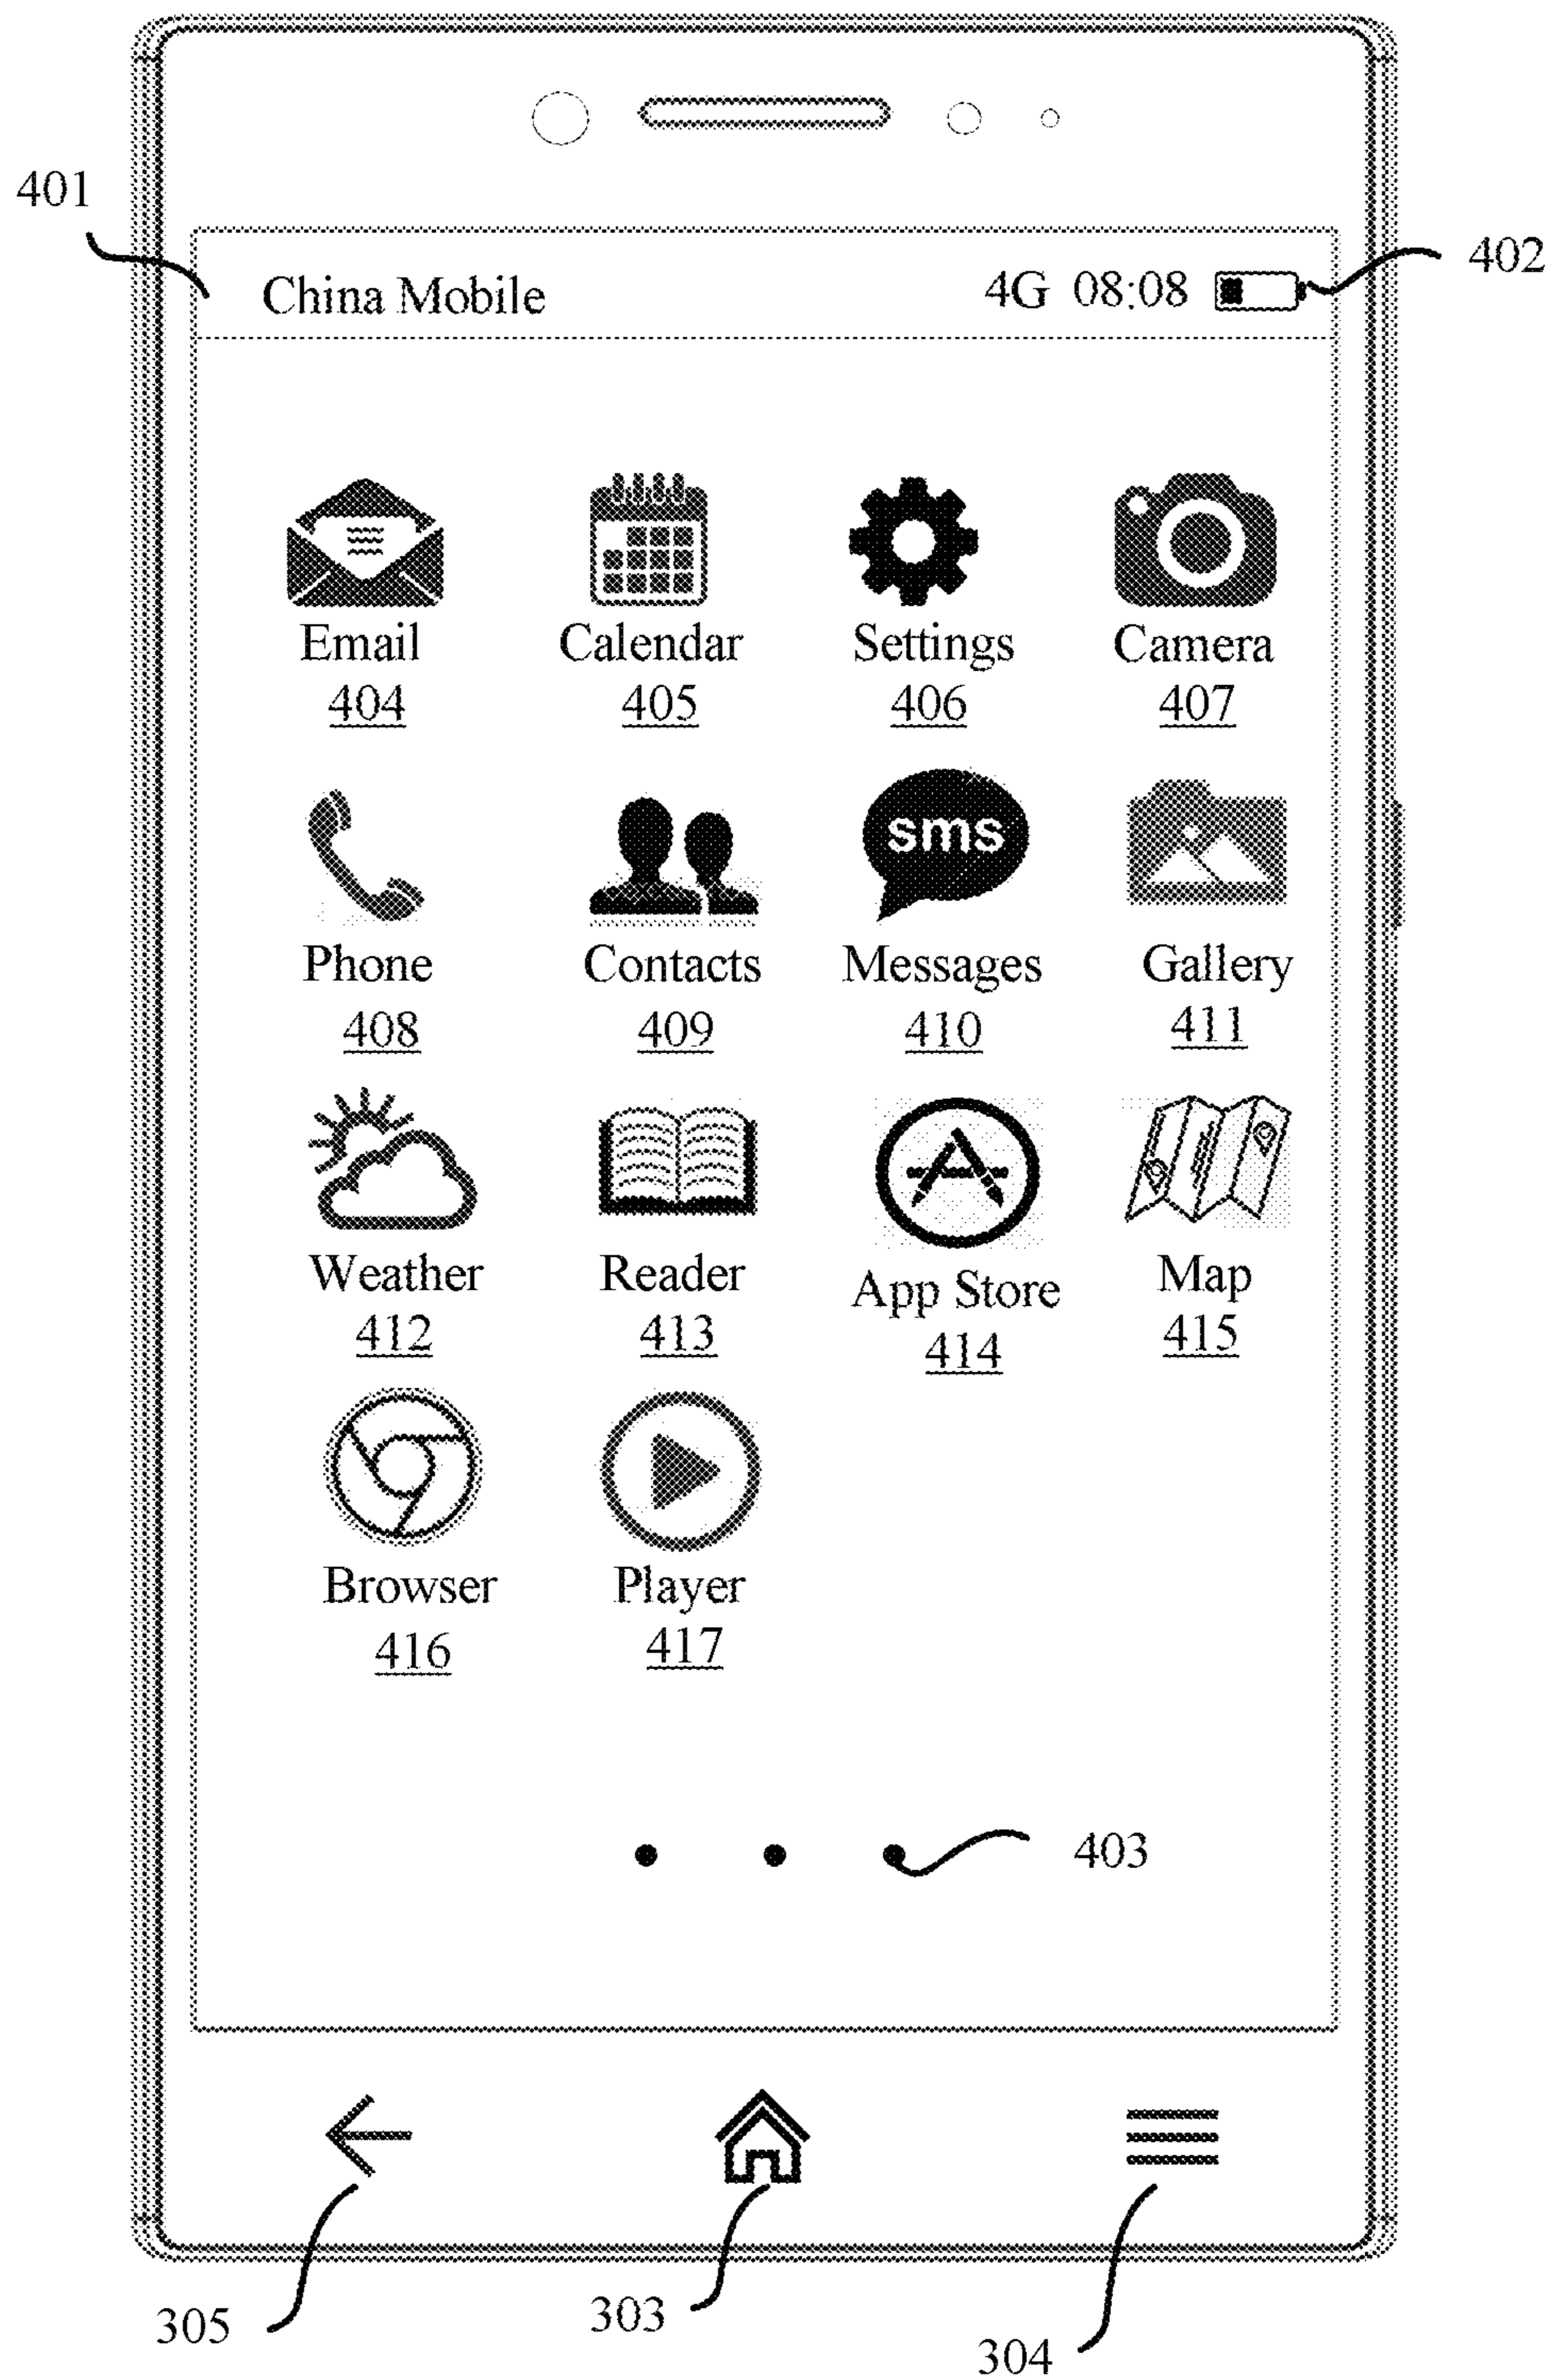 401
402
China Mobile 4G 08:08
Email Calendar Settings Camera
404 405 406 407
sms
Phone Contacts Messages Gallery
408 409 410 411
Weather Reader App Store Map
412 413 414 415
Browser Player
416 417
403
305 303 304